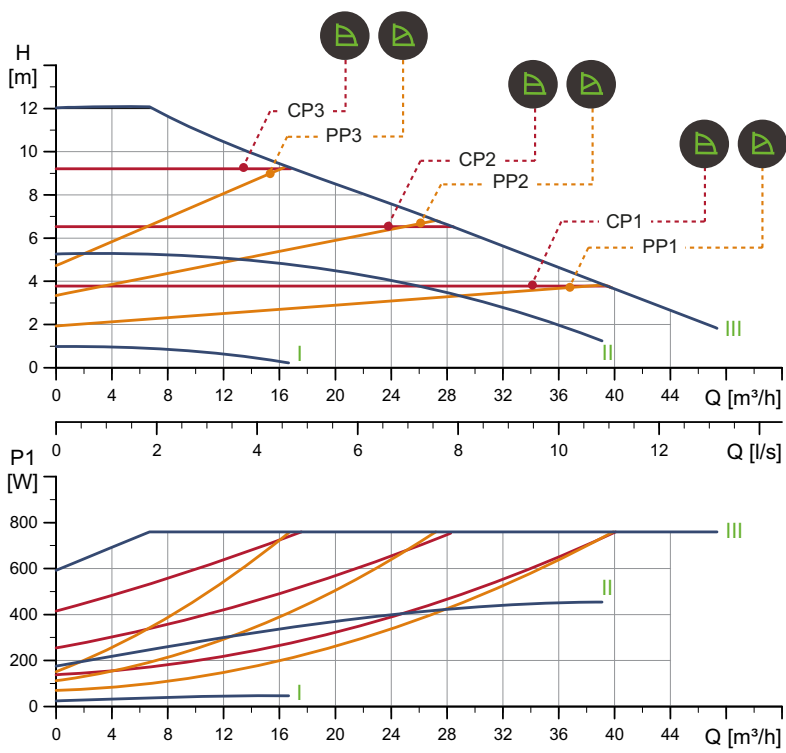 H
[m]
12
10
8
6
4
2
0
CP3
PP3
CP2
PP2
CP1
PP1
III
II
I
0 4 8 12 16 20 24 28 32 36 40 44 Q [m³/h]
0 2 4 6 8 10 12 Q [l/s]
P1
[W]
800
600
400
200
0
III
II
I
0 4 8 12 16 20 24 28 32 36 40 44 Q [m³/h]